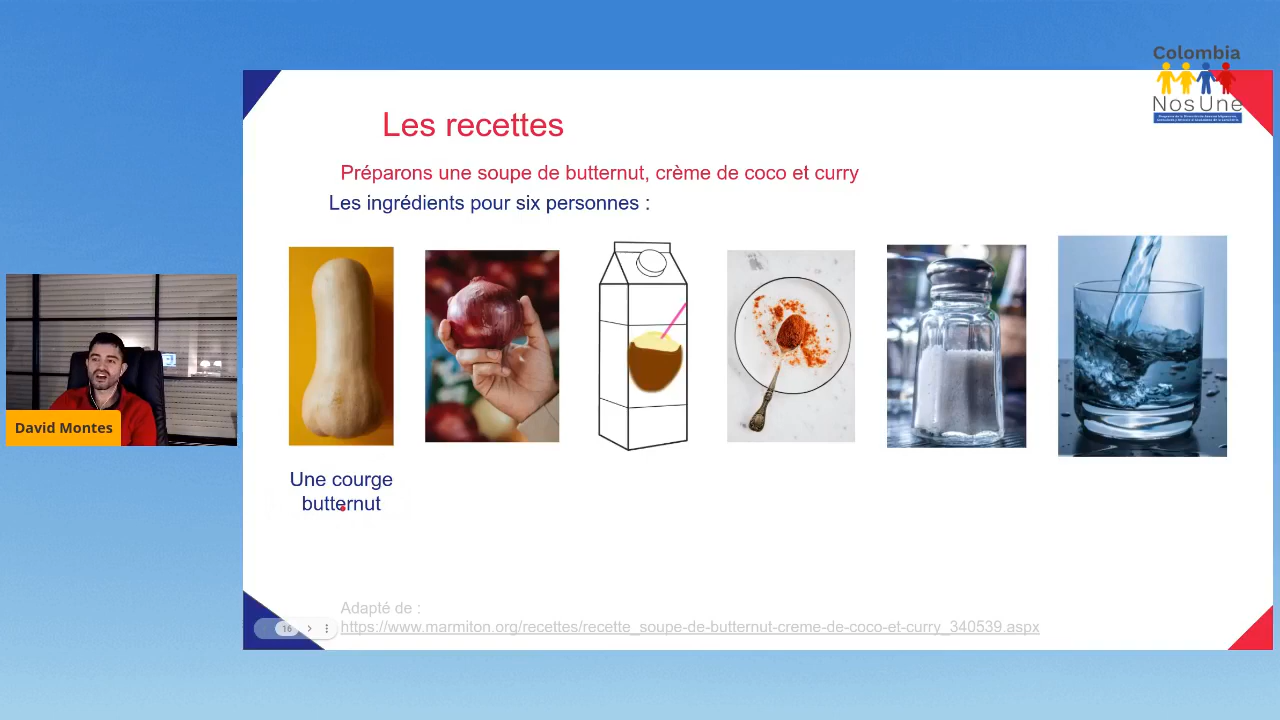 Colombia
NosUne
Les recettes
Préparons une soupe de butternut, crème de coco et curry
Les ingrédients pour six personnes :
David Montes
Une courge
butternut
Adapté de :
16
https://www.marmiton.org/recettes/recette_soupe-de-butternut-creme-de-coco-et-curry_340539.aspx